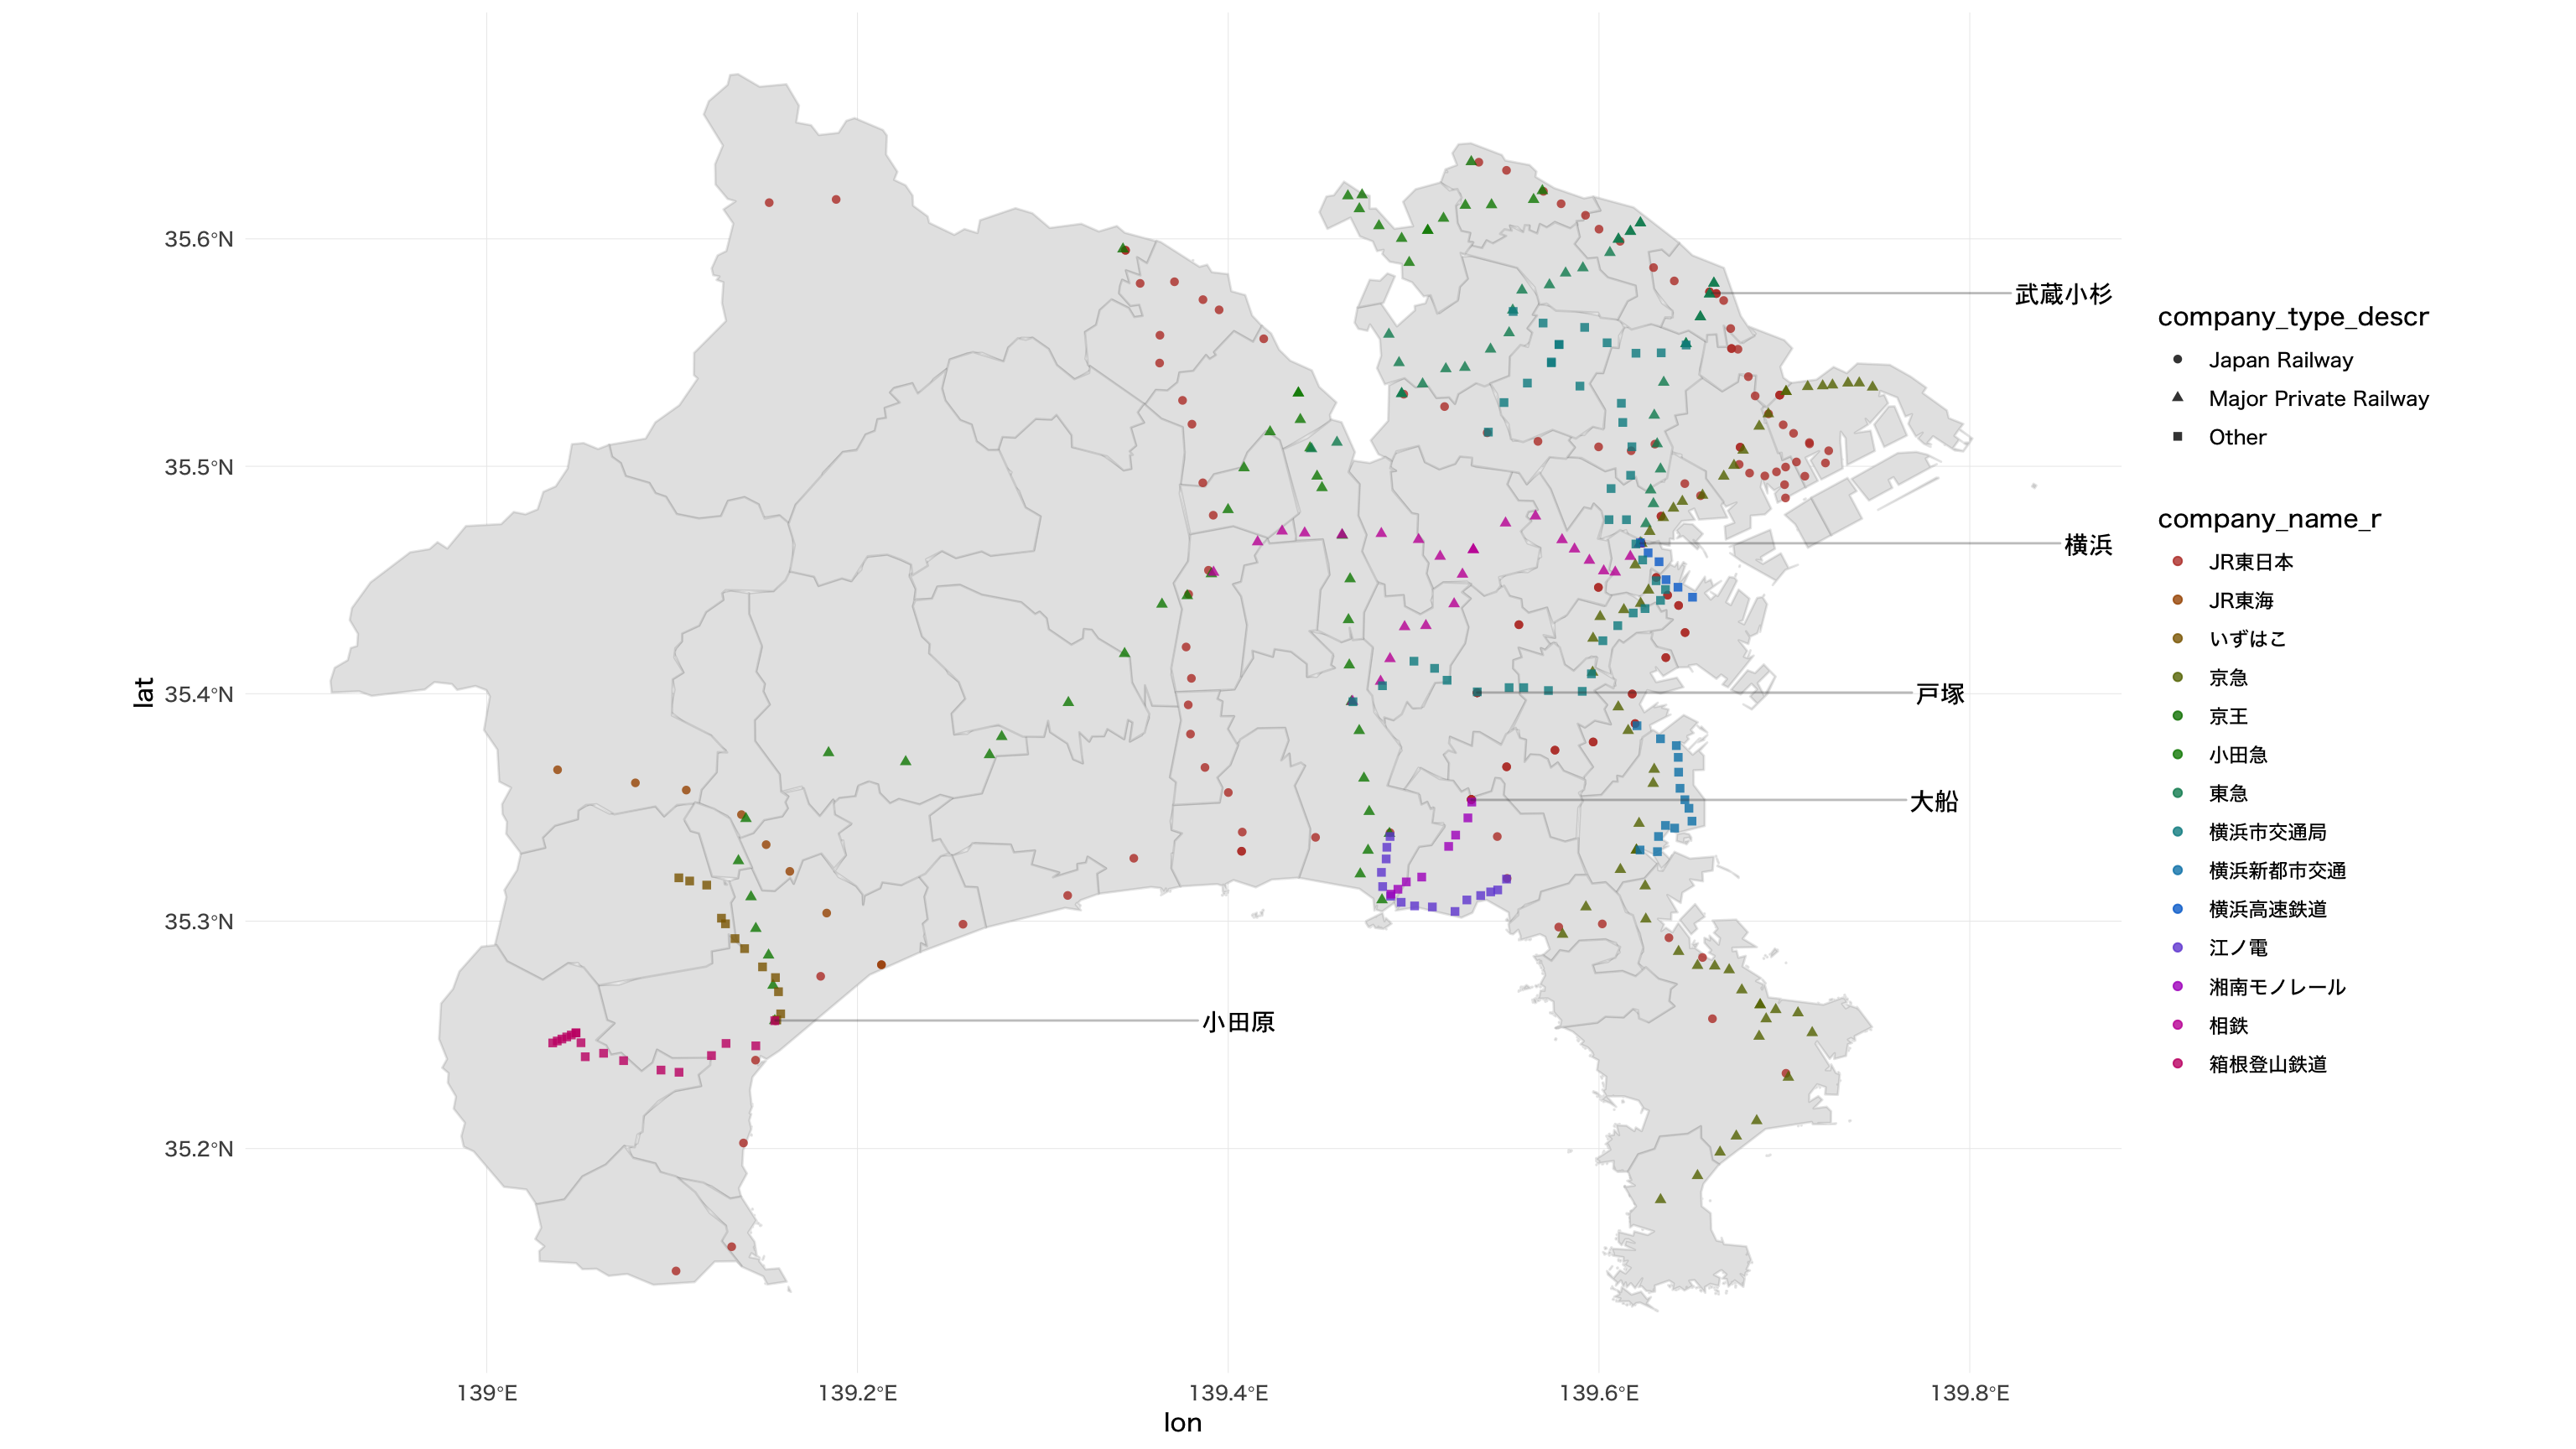 35.6°N
35.5°N
35.4°N
35.3°N
35.2°N
lat
139°E
139.2°E
139.4°E
139.6°E
139.8°E
lon
武蔵小杉
横浜
戸塚
大船
小田原
company_type_descr
Japan Railway
Major Private Railway
Other
company_name_r
JR東日本
JR東海
いずはこ
京急
京王
小田急
東急
横浜市交通局
横浜新都市交通
横浜高速鉄道
江ノ電
湘南モノレール
相鉄
箱根登山鉄道